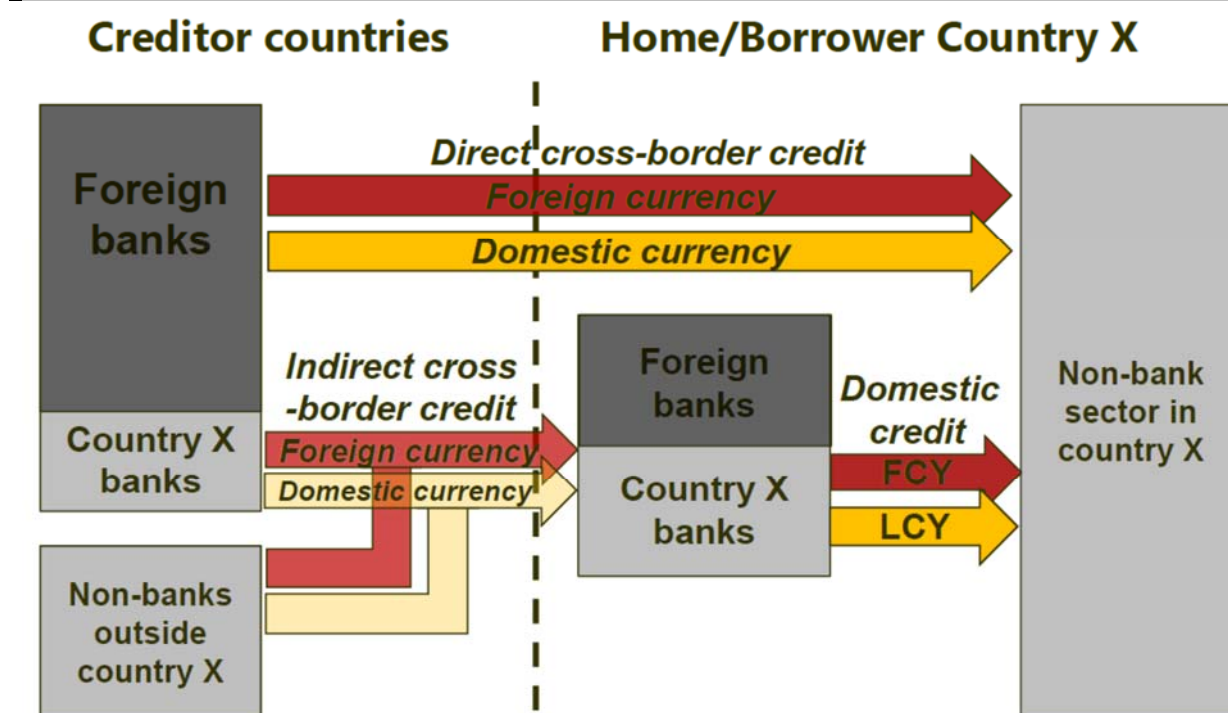 Creditor countries
Home/Borrower Country X
Foreign
banks
Direct cross-border credit
Foreign currency
Domestic currency
Indirect cross
-border credit
Foreign currency
Domestic currency
Country X
banks
Non-banks
outside
country X
Foreign
banks
Country X
banks
Domestic
credit
FCY
LCY
Non-bank
sector in
country X